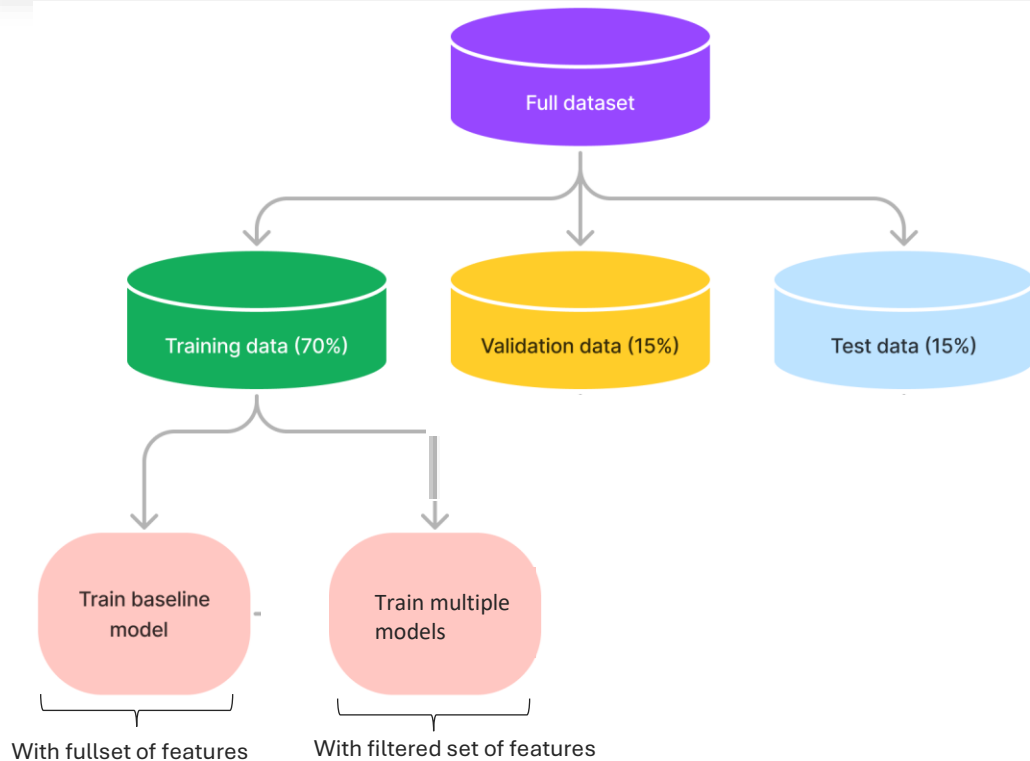 Full dataset
Training data (70%)
Validation data (15%)
Test data (15%)
Train baseline
model
Train multiple
models
With fullset of features
With filtered set of features